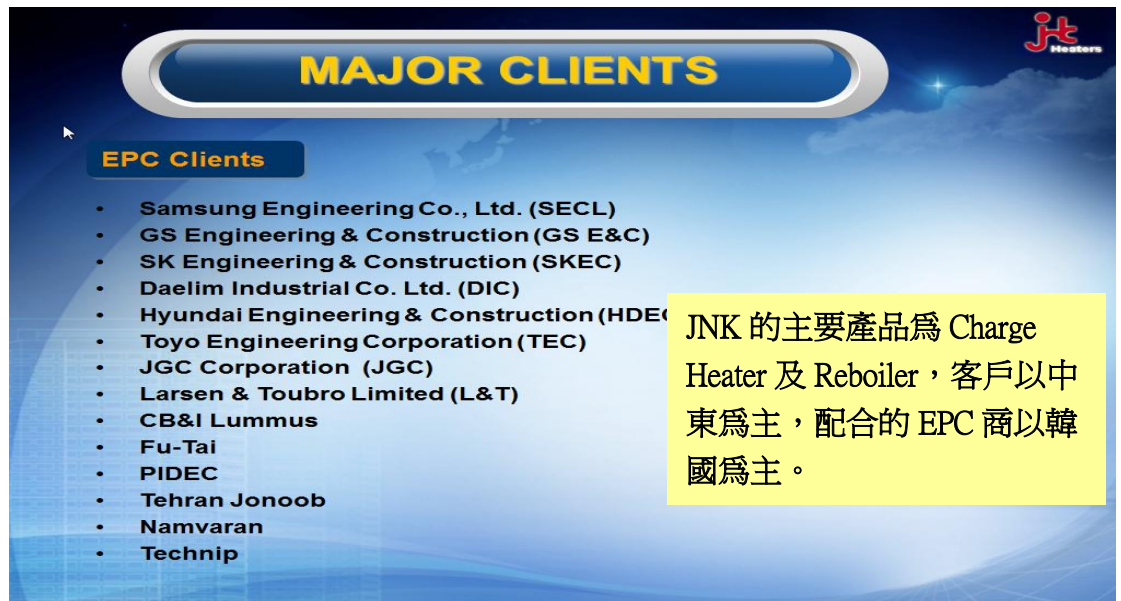 jnk
Heaters
MAJOR CLIENTS
EPC Clients
• Samsung Engineering Co., Ltd. (SECL)
• GS Engineering & Construction (GS E&C)
• SK Engineering & Construction (SKEC)
• Daelim Industrial Co. Ltd. (DIC)
• Hyundai Engineering & Construction (HDEC
• Toyo Engineering Corporation (TEC)
• JGC Corporation (JGC)
• Larsen & Toubro Limited (L&T)
• CB&I Lummus
• Fu-Tai
• PIDEC
• Tehran Jonoob
• Namvaran
• Technip
JNK 的主要產品為 Charge
Heater 及 Reboiler，客戶以中
東為主，配合的 EPC 商以韓
國為主。